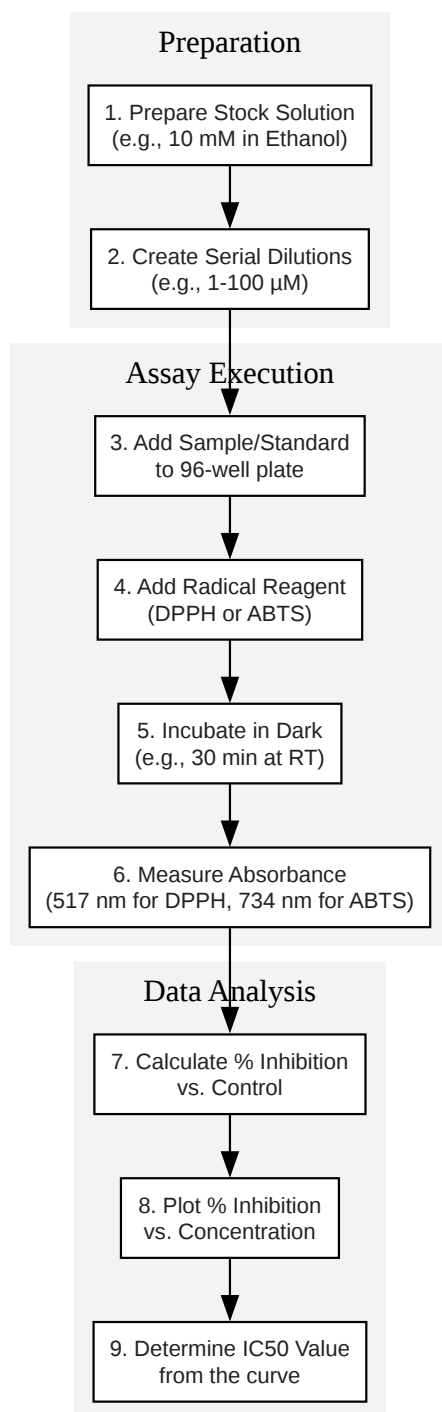 Preparation
1. Prepare Stock Solution
(e.g., 10 mM in Ethanol)
2. Create Serial Dilutions
(e.g., 1-100 µM)
Assay Execution
3. Add Sample/Standard
to 96-well plate
4. Add Radical Reagent
(DPPH or ABTS)
5. Incubate in Dark
(e.g., 30 min at RT)
6. Measure Absorbance
(517 nm for DPPH, 734 nm for ABTS)
Data Analysis
7. Calculate % Inhibition
vs. Control
8. Plot % Inhibition
vs. Concentration
9. Determine IC50 Value
from the curve